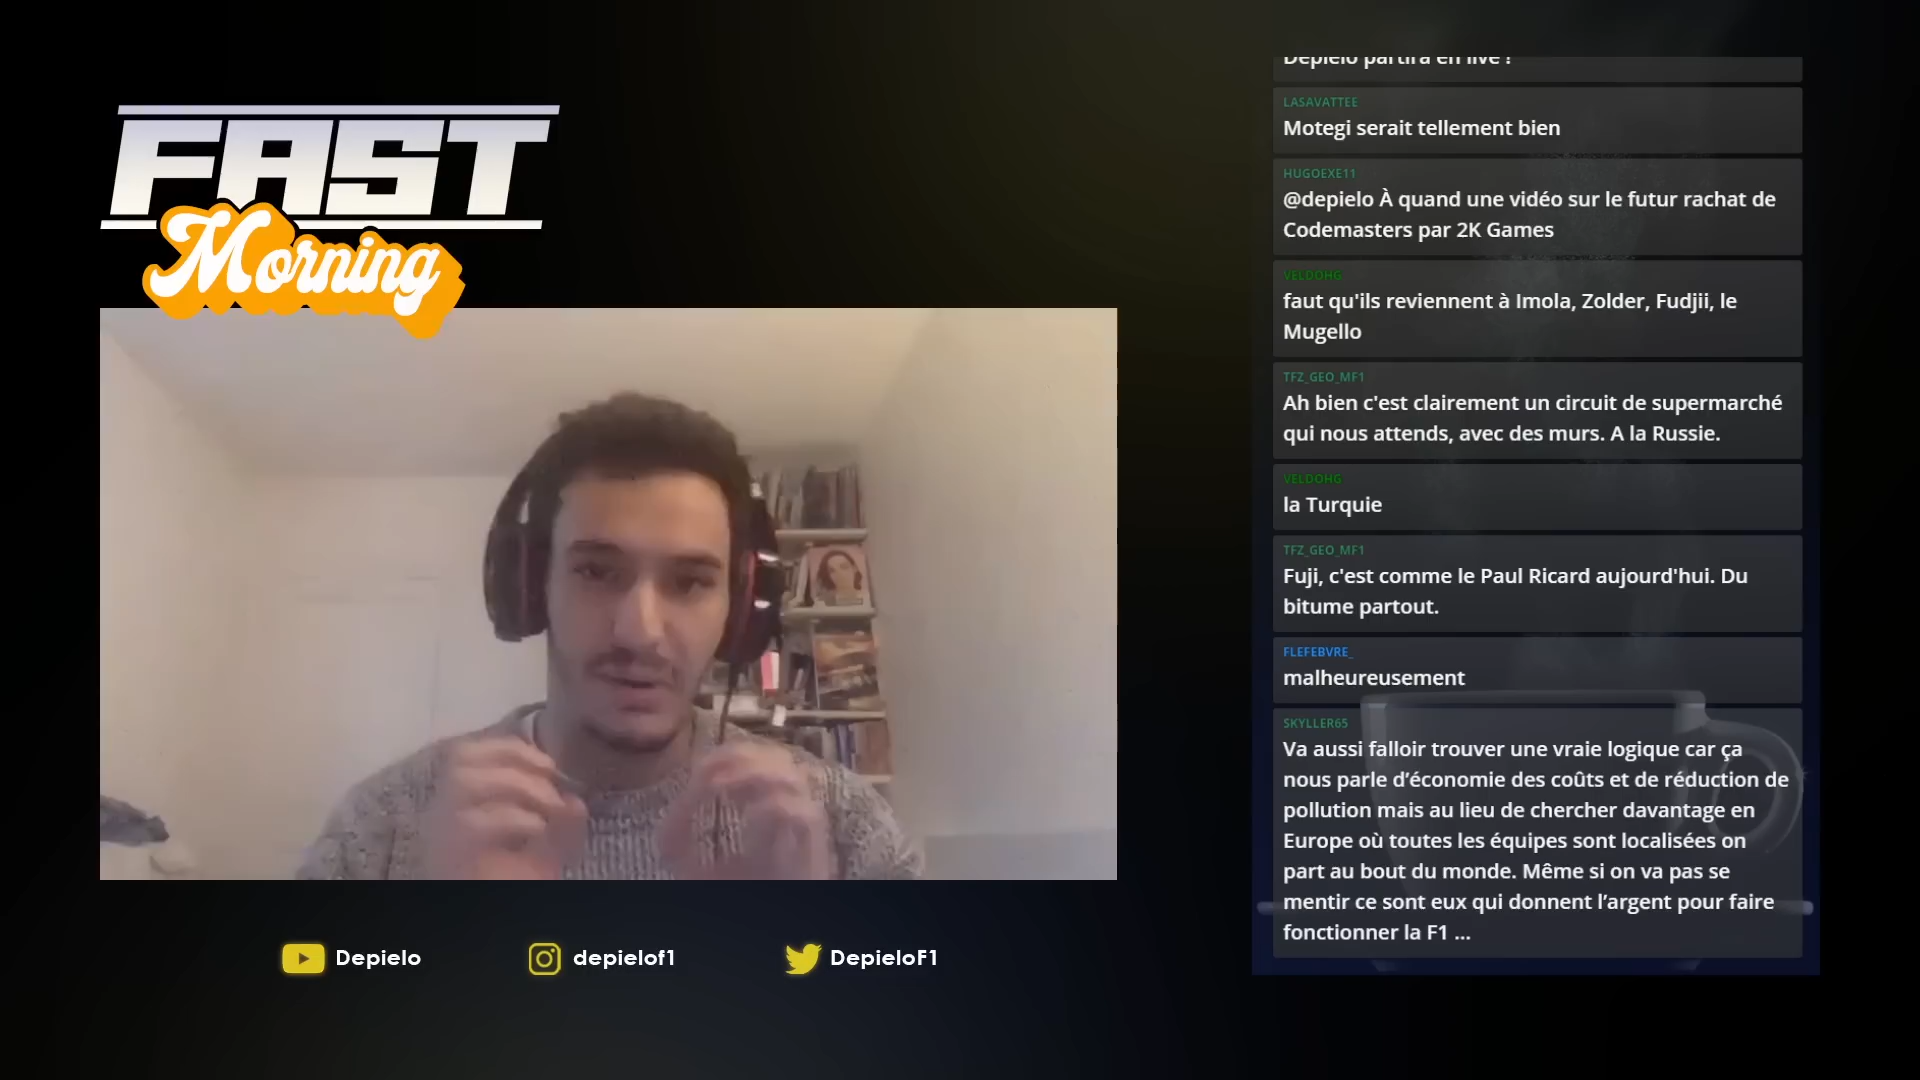 FAST
Morning
Depielo partira en live !
LASAVATTEE
Motegi serait tellement bien
HUGOEXE11
@depielo À quand une vidéo sur le futur rachat de
Codemasters par 2K Games
VELDOHG
faut qu'ils reviennent à Imola, Zolder, Fudjii, le
Mugello
TFZ_GEO_MF1
Ah bien c'est clairement un circuit de supermarché
qui nous attends, avec des murs. A la Russie.
VELDOHG
la Turquie
TFZ_GEO_MF1
Fuji, c'est comme le Paul Ricard aujourd'hui. Du
bitume partout.
FLEFEBVRE_
malheureusement
SKYLLER65
Va aussi falloir trouver une vraie logique car ça
nous parle d’économie des coûts et de réduction de
pollution mais au lieu de chercher davantage en
Europe où toutes les équipes sont localisées on
part au bout du monde. Même si on va pas se
mentir ce sont eux qui donnent l’argent pour faire
fonctionner la F1 ...
Depielo
depielof1
DepieloF1